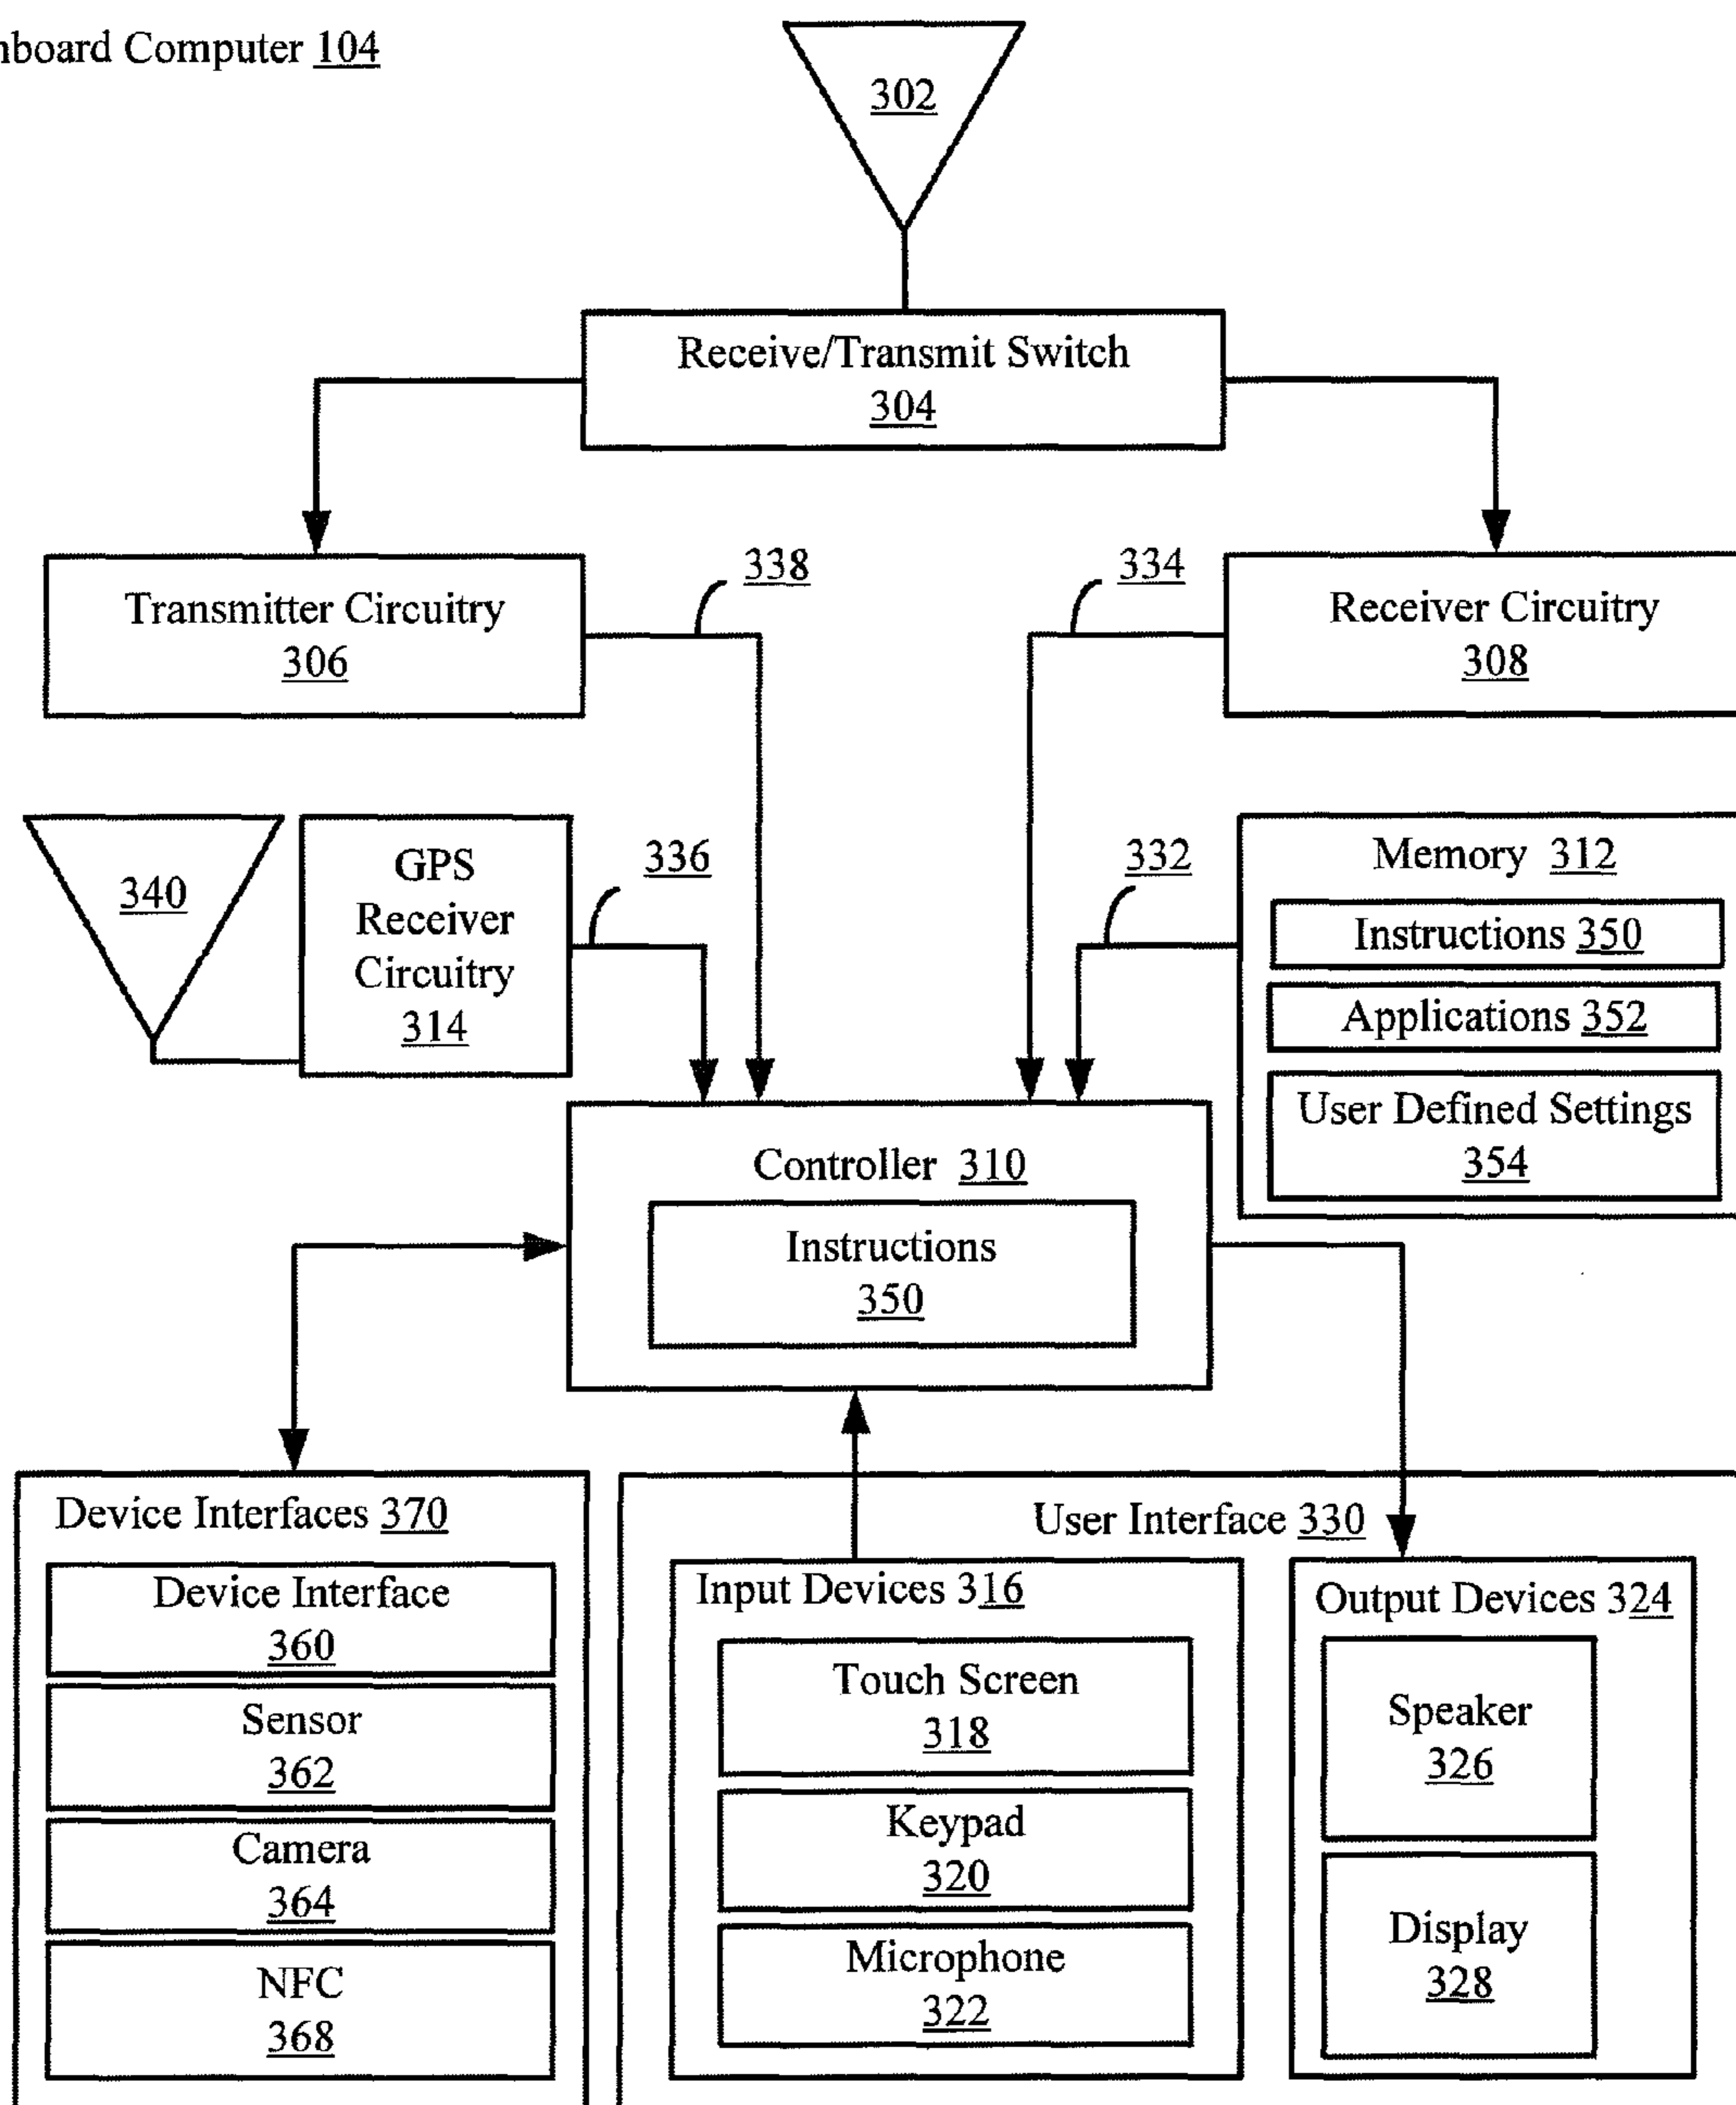 Computer 104
302
Receive/Transmit Switch
304
338
334
Transmitter Circuitry
306
Receiver Circuitry
308
340
GPS
Receiver
Circuitry
314
336
332
Memory 312
Instructions 350
Applications 352
User Defined Settings
354
Controller 310
Instructions
350
Device Interfaces 370
Device Interface
360
Sensor
362
Camera
364
NFC
368
User Interface 330
Input Devices 316
Touch Screen
318
Keypad
320
Microphone
322
Output Devices 324
Speaker
326
Display
328